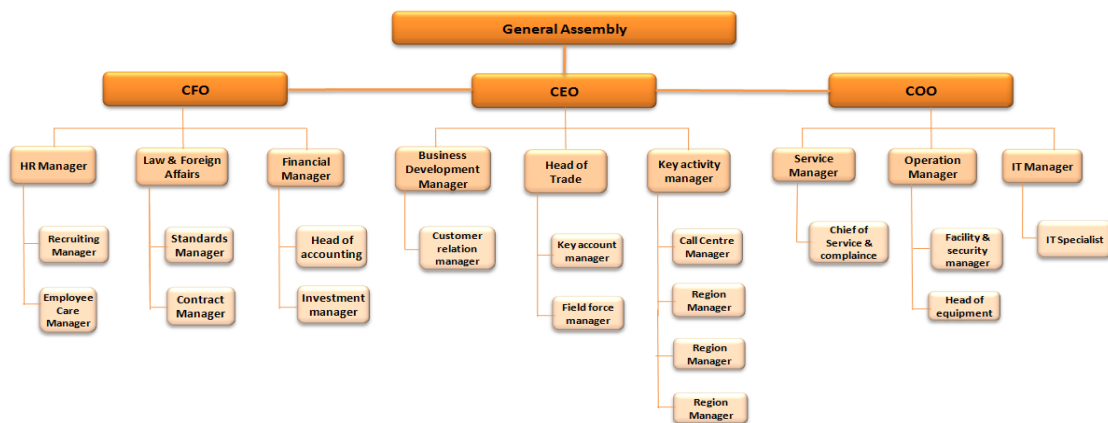 General Assembly
CFO
CEO
COO
HR Manager
Law & Foreign
Affairs
Financial
Manager
Business
Development
Manager
Head of
Trade
Key activity
manager
Service
Manager
Operation
Manager
IT Manager
Recruiting
Manager
Standards
Manager
Head of
accounting
Customer
relation
manager
Key account
manager
Call Centre
Manager
Chief of
Service &
complaince
Facility &
security
manager
IT Specialist
Employee
Care
Manager
Contract
Manager
Investment
manager
Field force
manager
Region
Manager
Head of
equipment
Region
Manager
Region
Manager